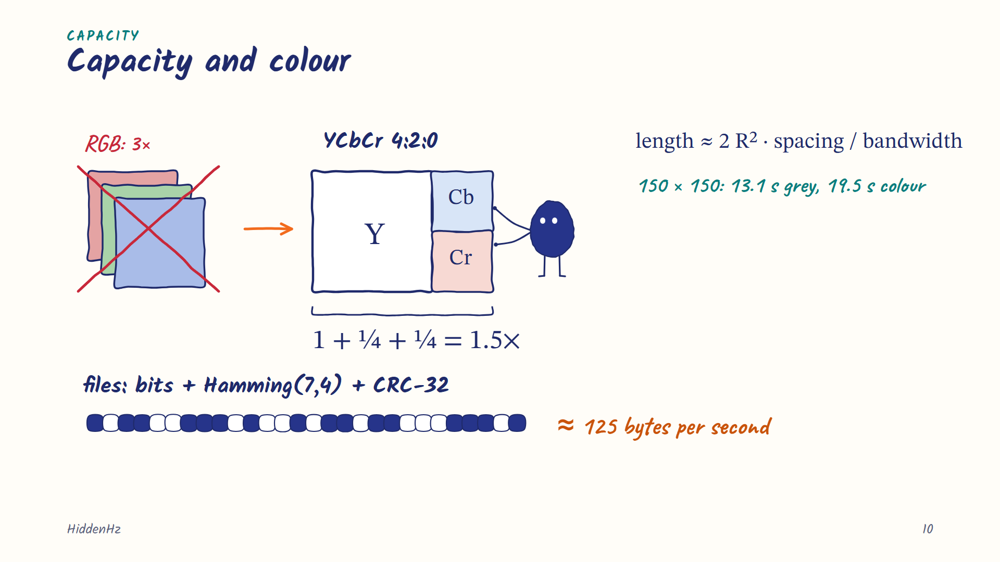 CAPACITY
Capacity and colour
RGB: 3×
YCbCr 4:2:0
length ≈ 2 R² · spacing / bandwidth
150 × 150: 13.1 s grey, 19.5 s colour
Y
Cb
Cr
1 + ¼ + ¼ = 1.5×
files: bits + Hamming(7,4) + CRC-32
≈ 125 bytes per second
HiddenHz
10